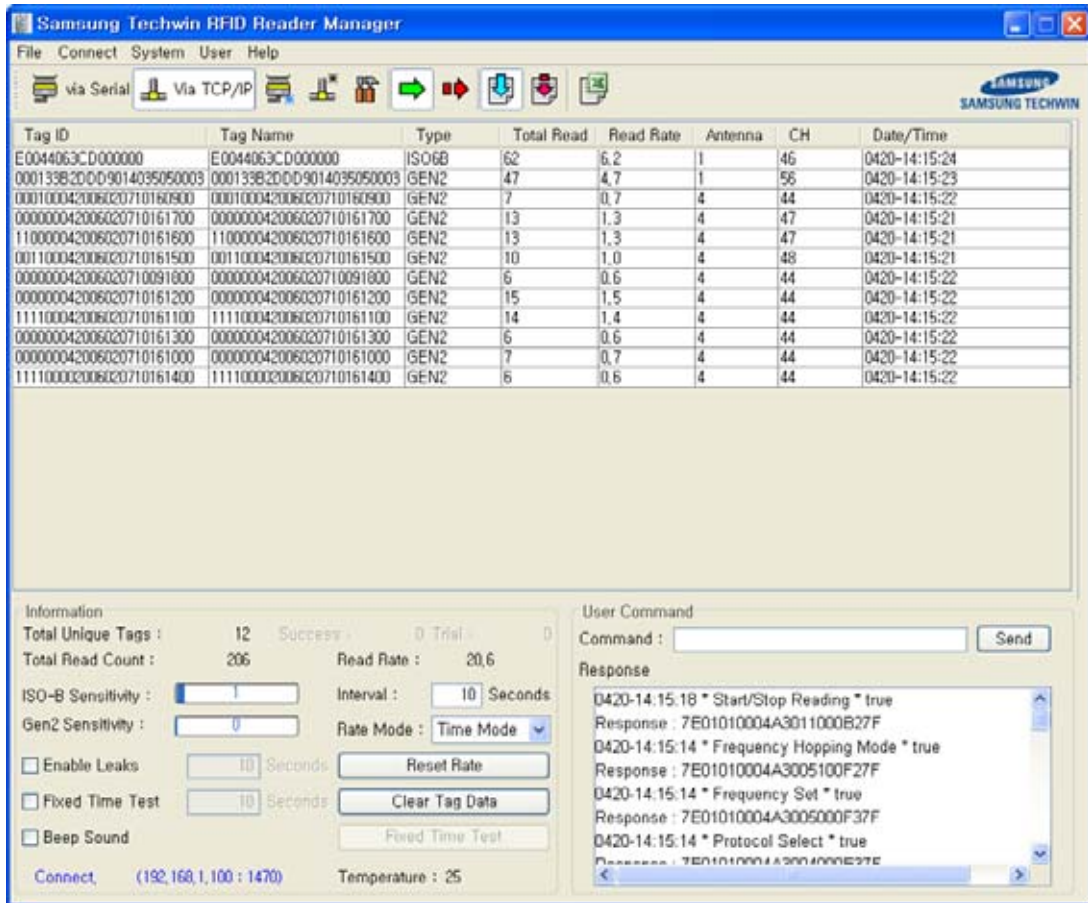 Samsung Techwin RFID Reader Manager
File Connect System User Help
via Serial Via TCP/IP
SAMSUNG
SAMSUNG TECHWIN
Tag ID Tag Name Type Total Read Read Rate Antenna CH Date/Time
E0044063CD000000 E0044063CD000000 ISO6B 62 6,2 1 46 0420-14:15:24
000133B2DDD9014035050003 000133B2DDD9014035050003 GEN2 47 4,7 1 56 0420-14:15:23
000100042006020710160900 000100042006020710160900 GEN2 7 0,7 4 44 0420-14:15:22
000000042006020710161700 000000042006020710161700 GEN2 13 1,3 4 47 0420-14:15:21
110000042006020710161600 110000042006020710161600 GEN2 13 1,3 4 47 0420-14:15:21
001100042006020710161500 001100042006020710161500 GEN2 10 1,0 4 48 0420-14:15:21
000000042006020710091800 000000042006020710091800 GEN2 6 0,6 4 44 0420-14:15:22
000000042006020710161200 000000042006020710161200 GEN2 15 1,5 4 44 0420-14:15:22
111100042006020710161100 111100042006020710161100 GEN2 14 1,4 4 44 0420-14:15:22
000000042006020710161300 000000042006020710161300 GEN2 6 0,6 4 44 0420-14:15:22
000000042006020710161000 000000042006020710161000 GEN2 7 0,7 4 44 0420-14:15:22
111100002006020710161400 111100002006020710161400 GEN2 6 0,6 4 44 0420-14:15:22
Information
Total Unique Tags : 12 Success : 0 Trial : 0
Total Read Count : 206 Read Rate : 20,6
ISO-B Sensitivity : 1 Interval : 10 Seconds
Gen2 Sensitivity : 0 Rate Mode : Time Mode
Enable Leaks 10 Seconds Reset Rate
Fixed Time Test 10 Seconds Clear Tag Data
Beep Sound Fixed Time Test
Connect, (192,168,1,100 : 1470) Temperature : 25
User Command
Command : Send
Response
0420-14:15:18 * Start/Stop Reading * true
Response : 7E01010004A3011000B27F
0420-14:15:14 * Frequency Hopping Mode * true
Response : 7E01010004A3005100F27F
0420-14:15:14 * Frequency Set * true
Response : 7E01010004A3005000F37F
0420-14:15:14 * Protocol Select * true